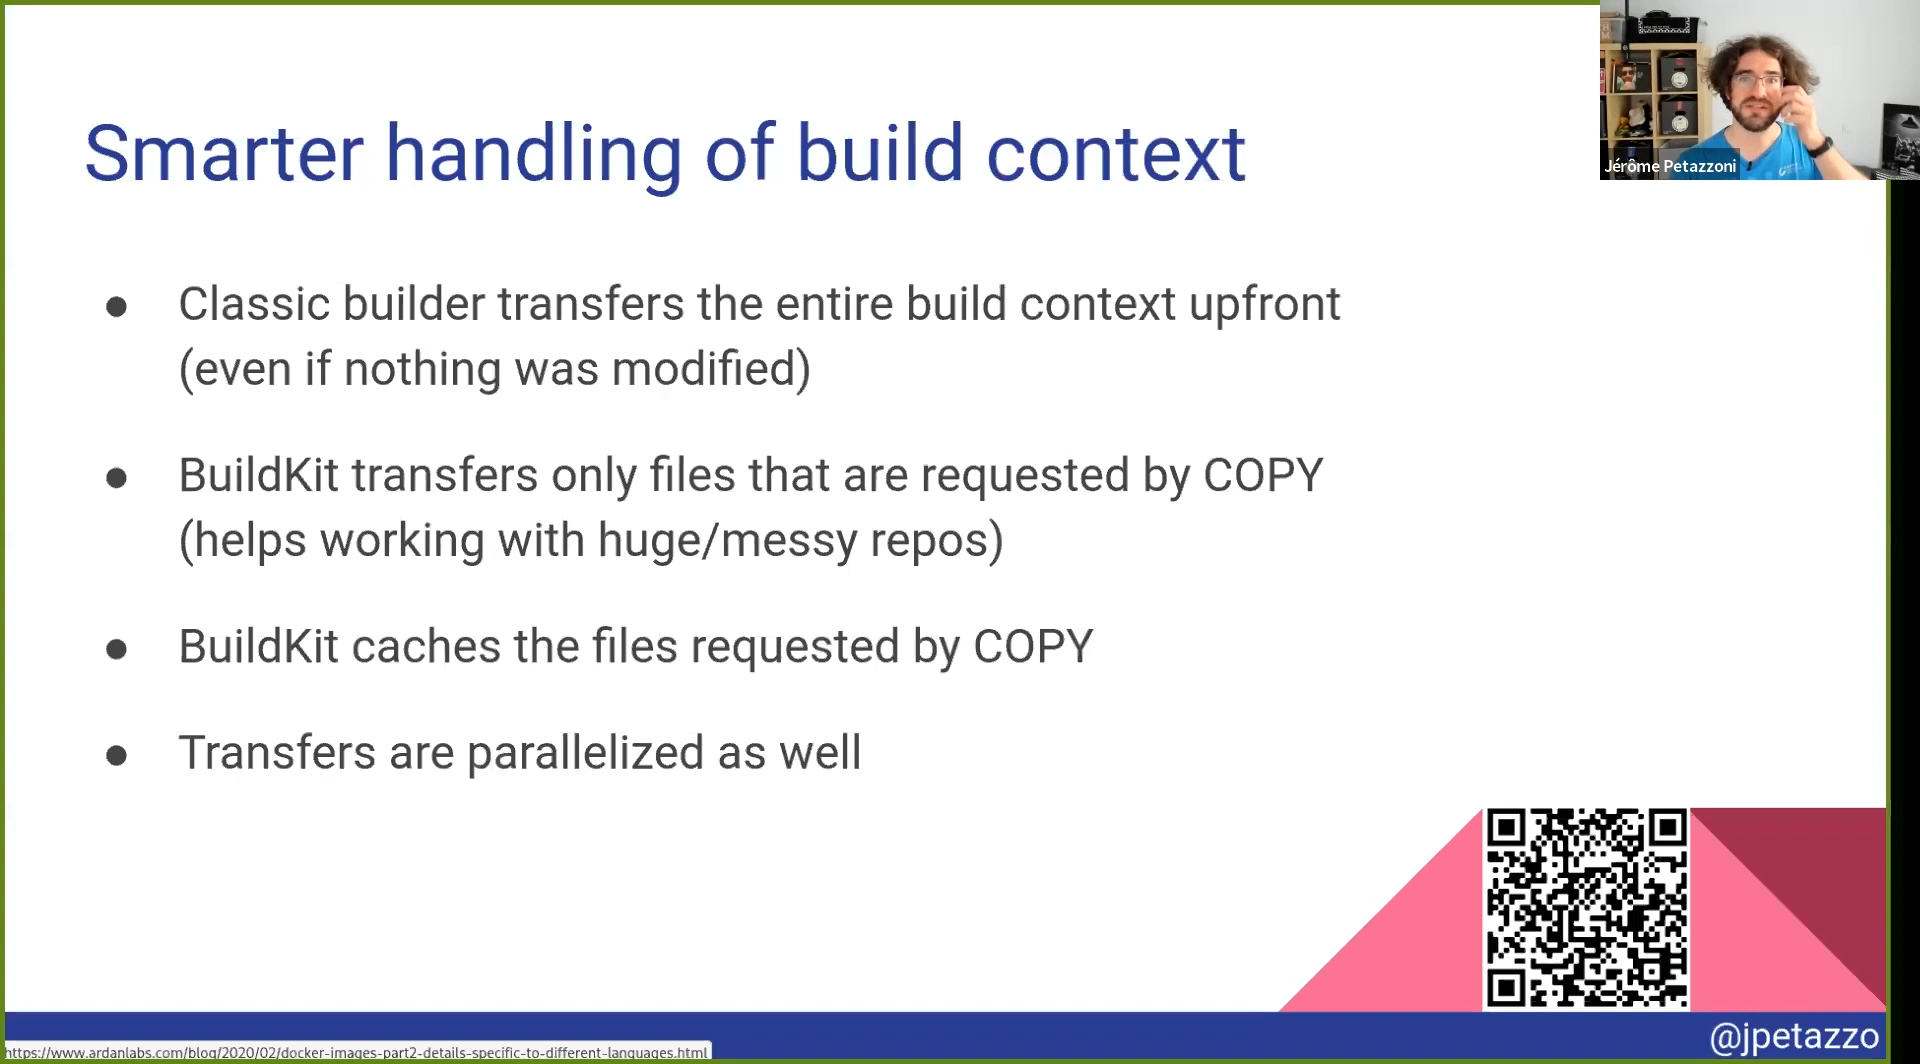 Smarter handling of build context
Jérôme Petazzoni
● Classic builder transfers the entire build context upfront
(even if nothing was modified)
● BuildKit transfers only files that are requested by COPY
(helps working with huge/messy repos)
● BuildKit caches the files requested by COPY
● Transfers are parallelized as well
@jpetazzo
https://www.ardanlabs.com/blog/2020/02/docker-images-part2-details-specific-to-different-languages.html